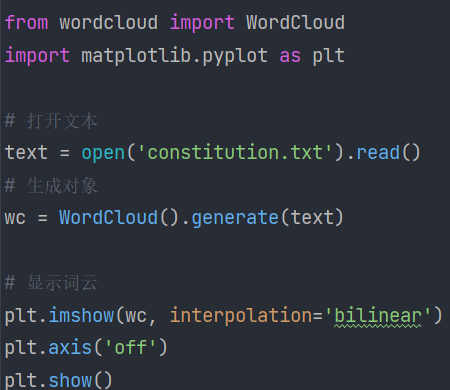 from wordcloud import WordCloud
import matplotlib.pyplot as plt
# 打开文本
text = open('constitution.txt').read()
# 生成对象
wc = WordCloud().generate(text)
# 显示词云
plt.imshow(wc, interpolation='bilinear')
plt.axis('off')
plt.show()